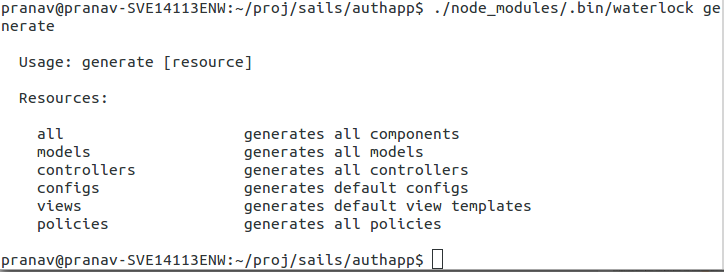 pranav@pranav-SVE14113ENW:~/proj/sails/authapp$ ./node_modules/.bin/waterlock ge
nerate
Usage: generate [resource]
Resources:
all generates all components
models generates all models
controllers generates all controllers
configs generates default configs
views generates default view templates
policies generates all policies
pranav@pranav-SVE14113ENW:~/proj/sails/authapp$